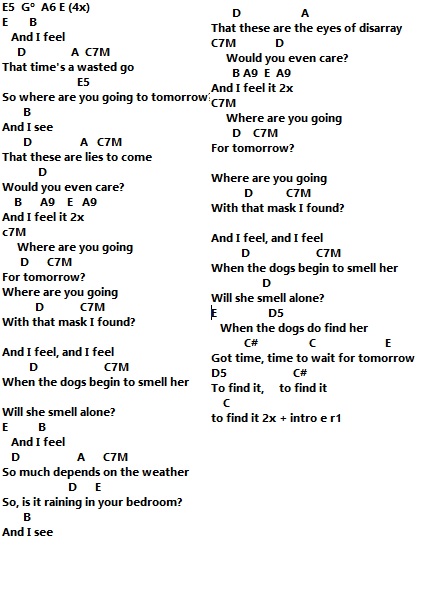 E5 G° A6 E (4x)
E B
And I feel
D A C7M
That time's a wasted go
E5
So where are you going to tomorrow?
B
And I see
D A C7M
That these are lies to come
D
Would you even care?
B A9 E A9
And I feel it 2x
c7M
Where are you going
D C7M
For tomorrow?
Where are you going
D C7M
With that mask I found?

And I feel, and I feel
D C7M
When the dogs begin to smell her

Will she smell alone?
E B
And I feel
D A C7M
So much depends on the weather
D E
So, is it raining in your bedroom?
B
And I see
D A
That these are the eyes of disarray
C7M D
Would you even care?
B A9 E A9
And I feel it 2x
C7M
Where are you going
D C7M
For tomorrow?

Where are you going
D C7M
With that mask I found?

And I feel, and I feel
D C7M
When the dogs begin to smell her
D
Will she smell alone?
E D5
When the dogs do find her
C# C E
Got time, time to wait for tomorrow
D5 C#
To find it, to find it
C
to find it 2x + intro e r1